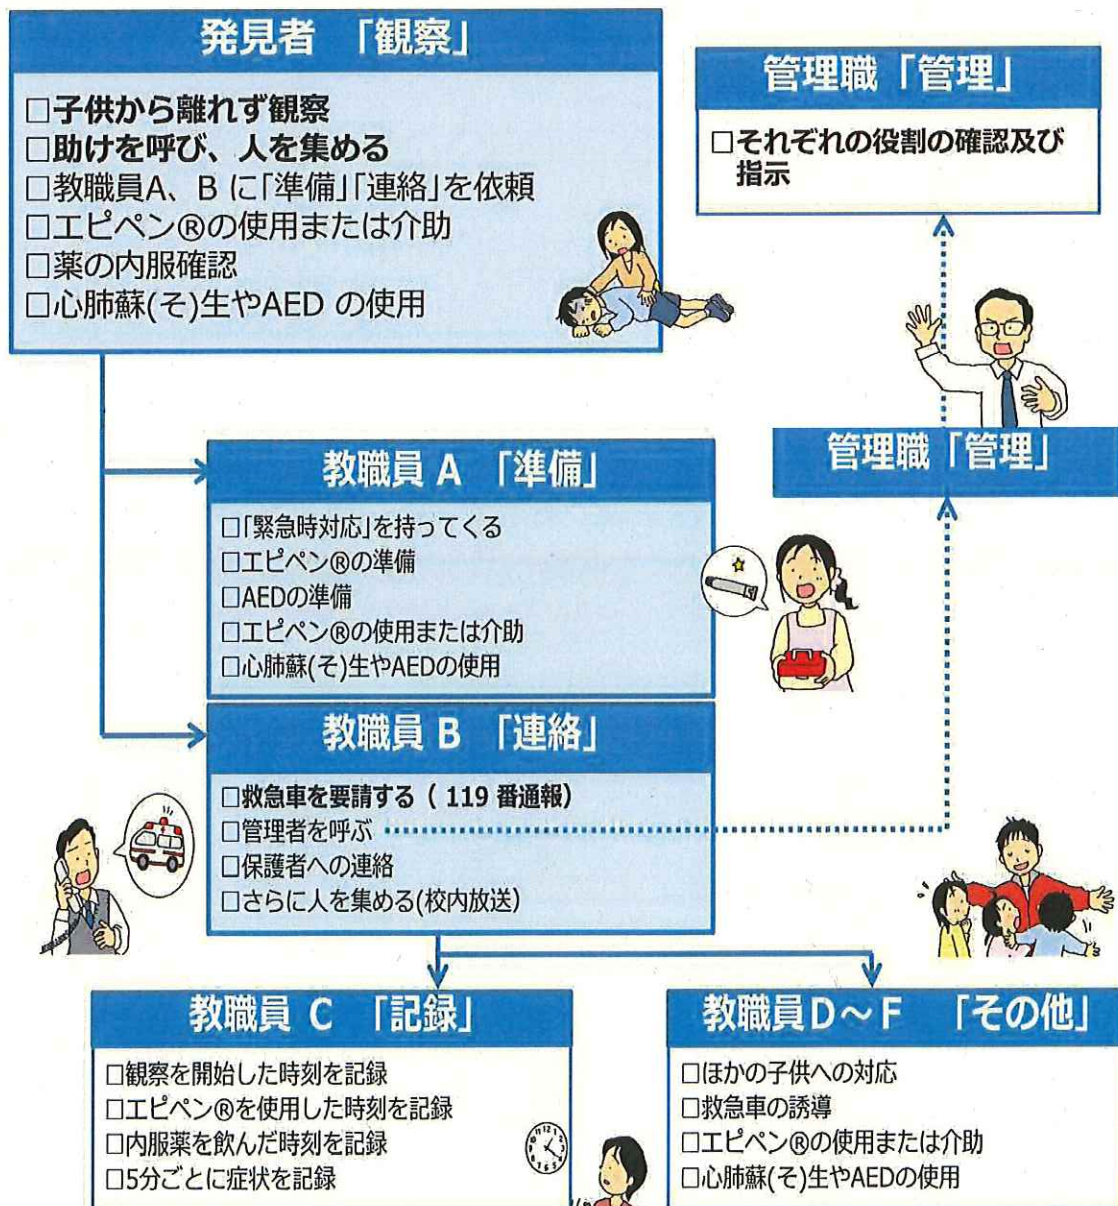 発見者 「観察」
□子供から離れず観察
□助けを呼び、人を集める
□教職員A、B に「準備」「連絡」を依頼
□エピペン®の使用または介助
□薬の内服確認
□心肺蘇(そ)生やAED の使用
管理職「管理」
□それぞれの役割の確認及び
指示
管理職「管理」
教職員 A 「準備」
□「緊急時対応」を持ってくる
□エピペン®の準備
□AEDの準備
□エピペン®の使用または介助
□心肺蘇(そ)生やAEDの使用
教職員 B 「連絡」
□救急車を要請する（ 119 番通報）
□管理者を呼ぶ
□保護者への連絡
□さらに人を集める(校内放送）
教職員 C 「記録」
□観察を開始した時刻を記録
□エピペン®を使用した時刻を記録
□内服薬を飲んだ時刻を記録
□5分ごとに症状を記録
教職員D～F 「その他」
□ほかの子供への対応
□救急車の誘導
□エピペン®の使用または介助
□心肺蘇(そ)生やAEDの使用